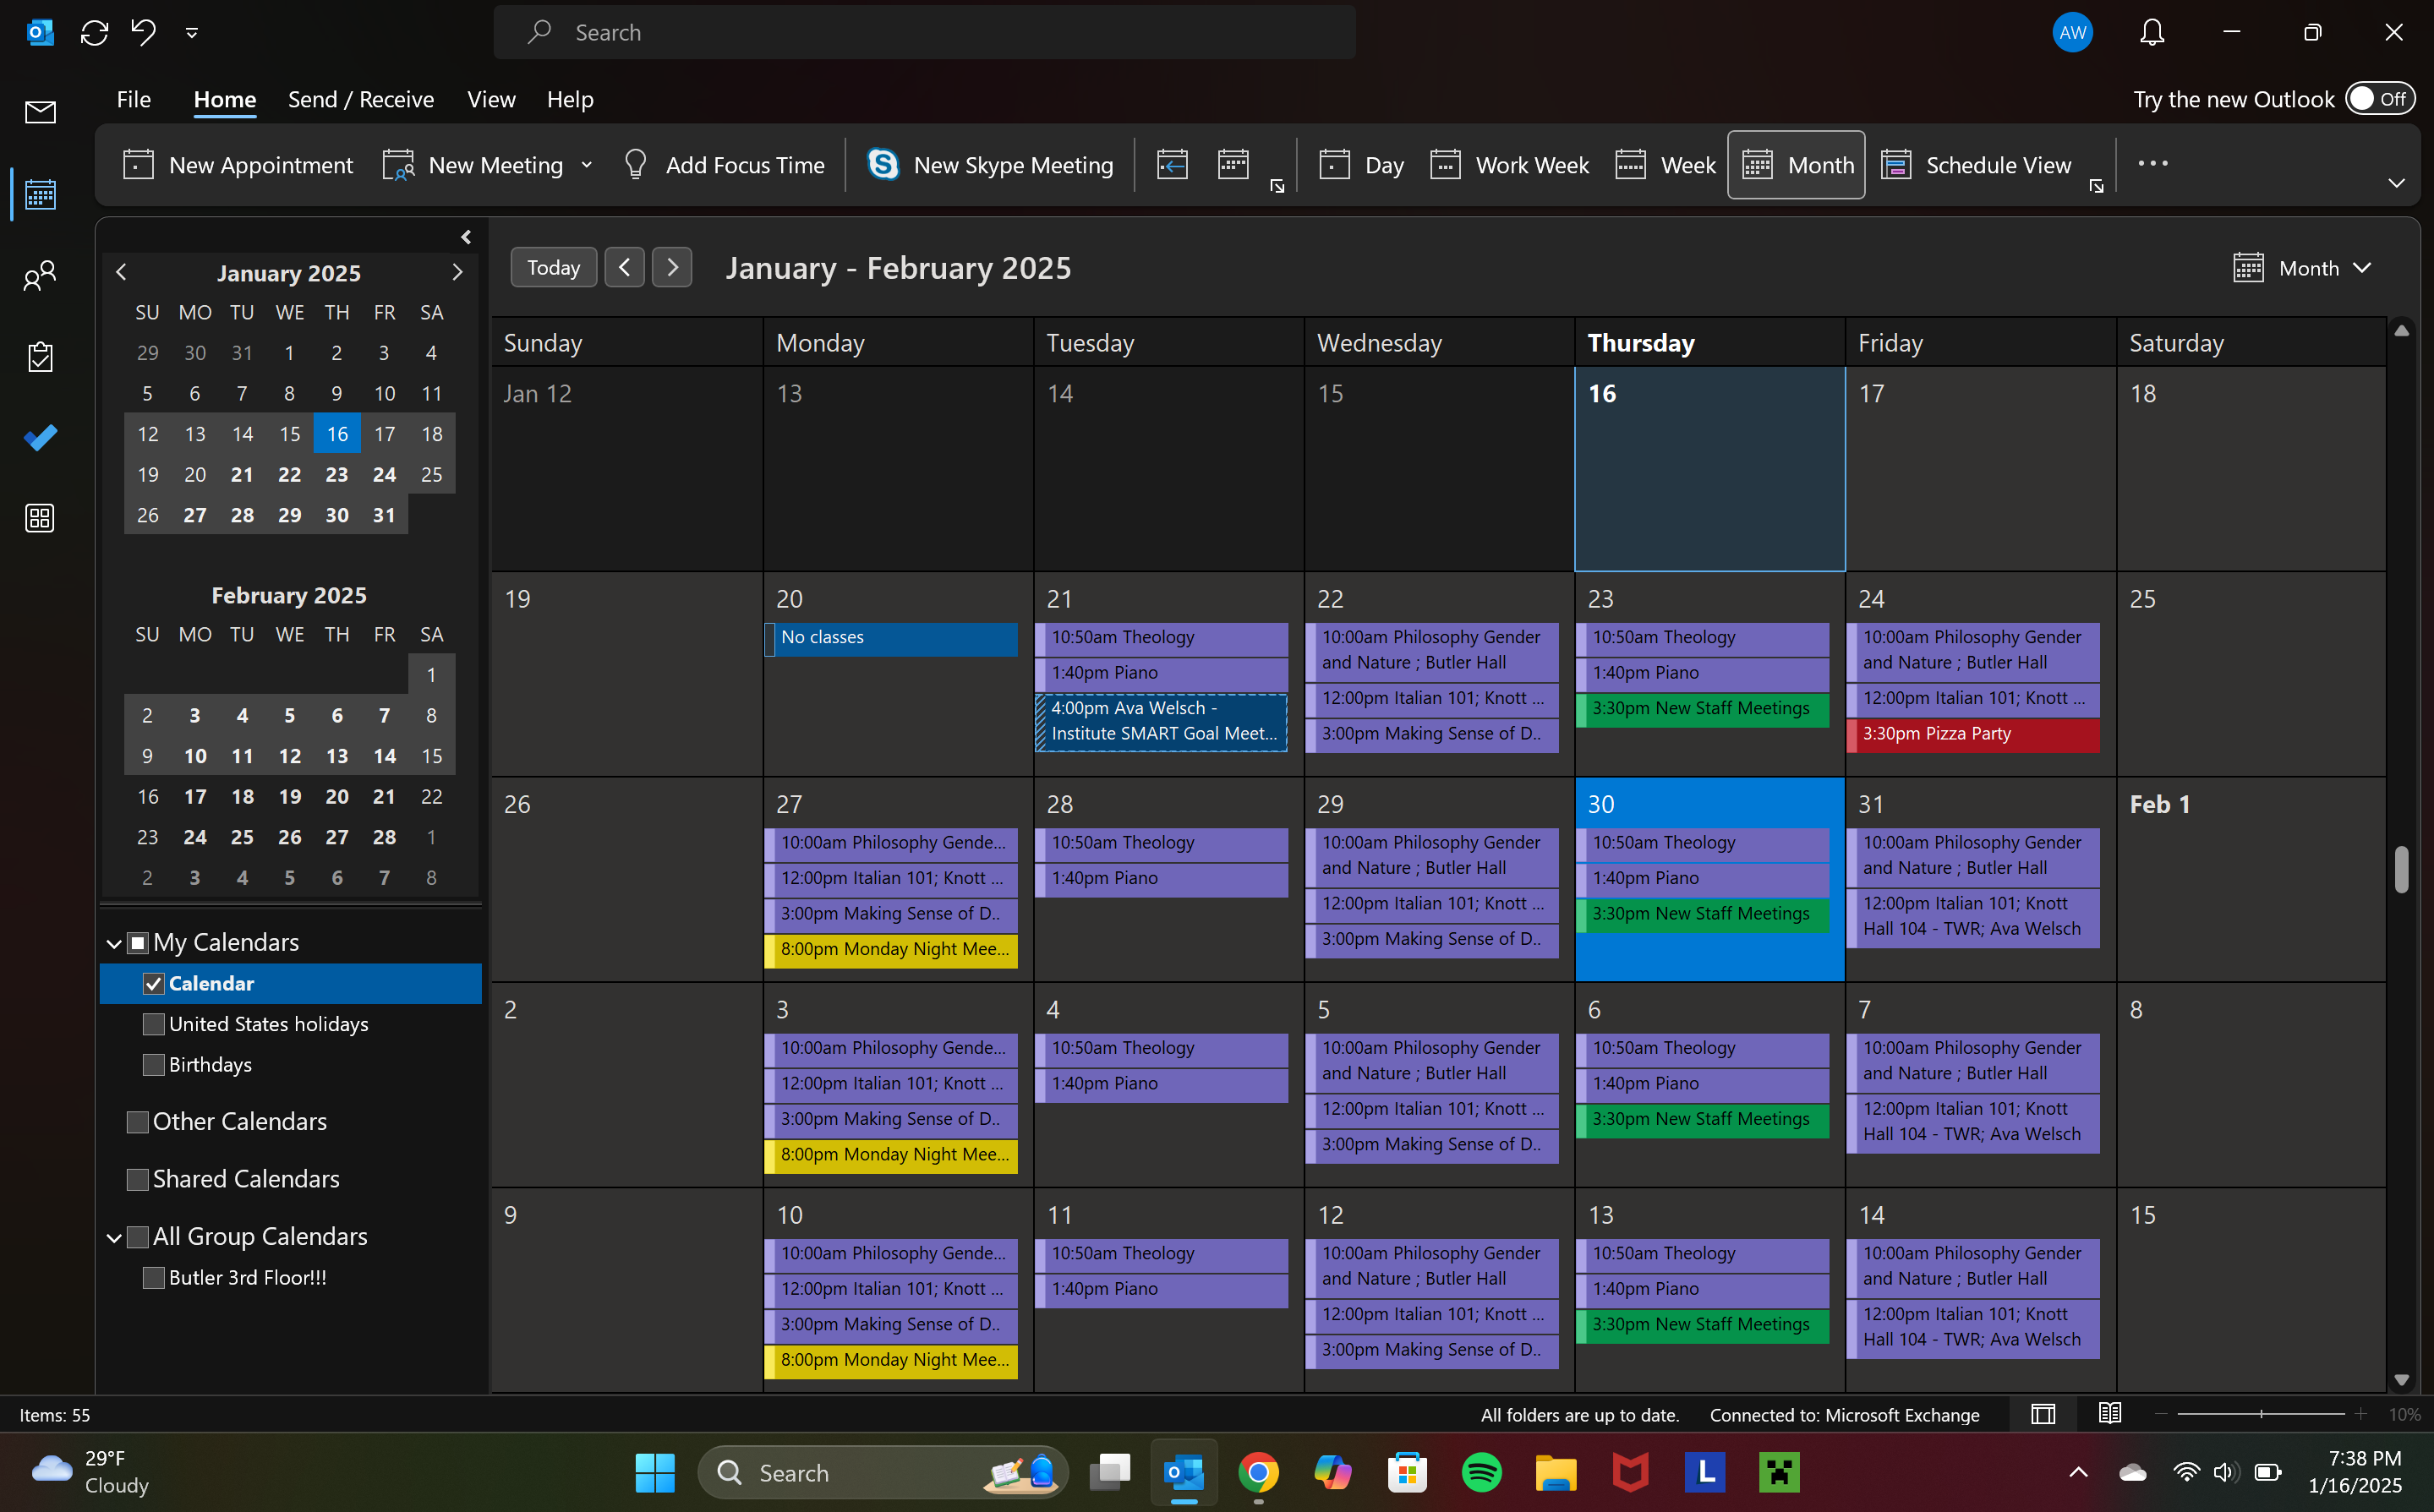 Search
AW
File Home Send / Receive View Help
Try the new Outlook Off
New Appointment New Meeting Add Focus Time New Skype Meeting Day Work Week Week Month Schedule View
January 2025
SU MO TU WE TH FR SA
29 30 31 1 2 3 4
5 6 7 8 9 10 11
12 13 14 15 16 17 18
19 20 21 22 23 24 25
26 27 28 29 30 31
February 2025
SU MO TU WE TH FR SA
1
2 3 4 5 6 7 8
9 10 11 12 13 14 15
16 17 18 19 20 21 22
23 24 25 26 27 28 1
2 3 4 5 6 7 8
My Calendars
Calendar
United States holidays
Birthdays
Other Calendars
Shared Calendars
All Group Calendars
Butler 3rd Floor!!!
Today January - February 2025 Month
Sunday Monday Tuesday Wednesday Thursday Friday Saturday
Jan 12 13 14 15 16 17 18
19
20
No classes
21
10:50am Theology
1:40pm Piano
4:00pm Ava Welsch -
Institute SMART Goal Meet...
22
10:00am Philosophy Gender
and Nature ; Butler Hall
12:00pm Italian 101; Knott ...
3:00pm Making Sense of D..
23
10:50am Theology
1:40pm Piano
3:30pm New Staff Meetings
24
10:00am Philosophy Gender
and Nature ; Butler Hall
12:00pm Italian 101; Knott ...
3:30pm Pizza Party
25
26
27
10:00am Philosophy Gende...
12:00pm Italian 101; Knott ...
3:00pm Making Sense of D..
8:00pm Monday Night Mee...
28
10:50am Theology
1:40pm Piano
29
10:00am Philosophy Gender
and Nature ; Butler Hall
12:00pm Italian 101; Knott ...
3:00pm Making Sense of D..
30
10:50am Theology
1:40pm Piano
3:30pm New Staff Meetings
31
10:00am Philosophy Gender
and Nature ; Butler Hall
12:00pm Italian 101; Knott
Hall 104 - TWR; Ava Welsch
Feb 1
2
3
10:00am Philosophy Gende...
12:00pm Italian 101; Knott ...
3:00pm Making Sense of D..
8:00pm Monday Night Mee...
4
10:50am Theology
1:40pm Piano
5
10:00am Philosophy Gender
and Nature ; Butler Hall
12:00pm Italian 101; Knott ...
3:00pm Making Sense of D..
6
10:50am Theology
1:40pm Piano
3:30pm New Staff Meetings
7
10:00am Philosophy Gender
and Nature ; Butler Hall
12:00pm Italian 101; Knott
Hall 104 - TWR; Ava Welsch
8
9
10
10:00am Philosophy Gende...
12:00pm Italian 101; Knott ...
3:00pm Making Sense of D..
8:00pm Monday Night Mee...
11
10:50am Theology
1:40pm Piano
12
10:00am Philosophy Gender
and Nature ; Butler Hall
12:00pm Italian 101; Knott ...
3:00pm Making Sense of D..
13
10:50am Theology
1:40pm Piano
3:30pm New Staff Meetings
14
10:00am Philosophy Gender
and Nature ; Butler Hall
12:00pm Italian 101; Knott
Hall 104 - TWR; Ava Welsch
15
Items: 55 All folders are up to date. Connected to: Microsoft Exchange 10%
29°F
Cloudy
Search
L
7:38 PM
1/16/2025